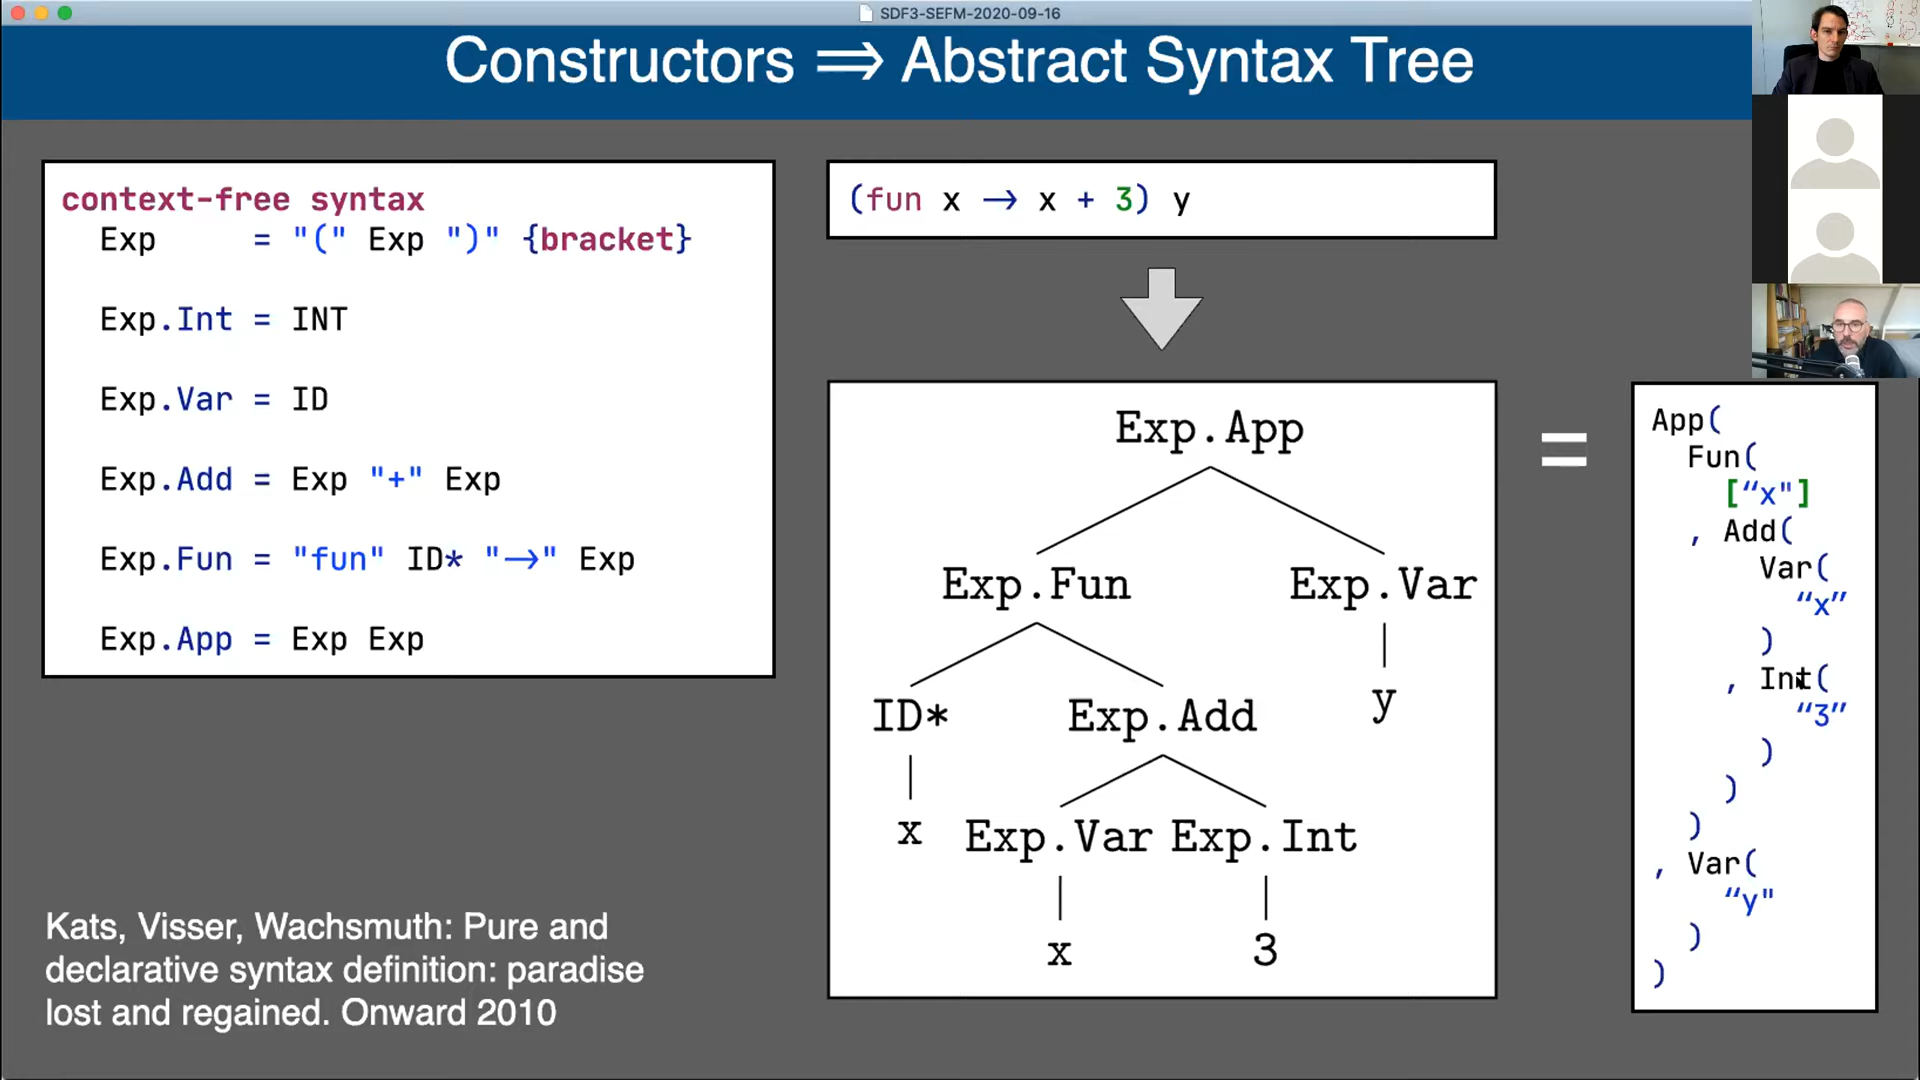 SDF3-SEFM-2020-09-16
Constructors ⟹ Abstract Syntax Tree
context-free syntax
Exp = "(" Exp ")" {bracket}
Exp.Int = INT
Exp.Var = ID
Exp.Add = Exp "+" Exp
Exp.Fun = "fun" ID* "->" Exp
Exp.App = Exp Exp
Kats, Visser, Wachsmuth: Pure and
declarative syntax definition: paradise
lost and regained. Onward 2010
(fun x -> x + 3) y
Exp.App
Exp.Fun Exp.Var
ID* Exp.Add y
x Exp.Var Exp.Int
x 3
=
App(
Fun(
[“x"]
, Add(
Var(
“x”
)
, Int(
“3”
)
)
)
, Var(
“y"
)
)